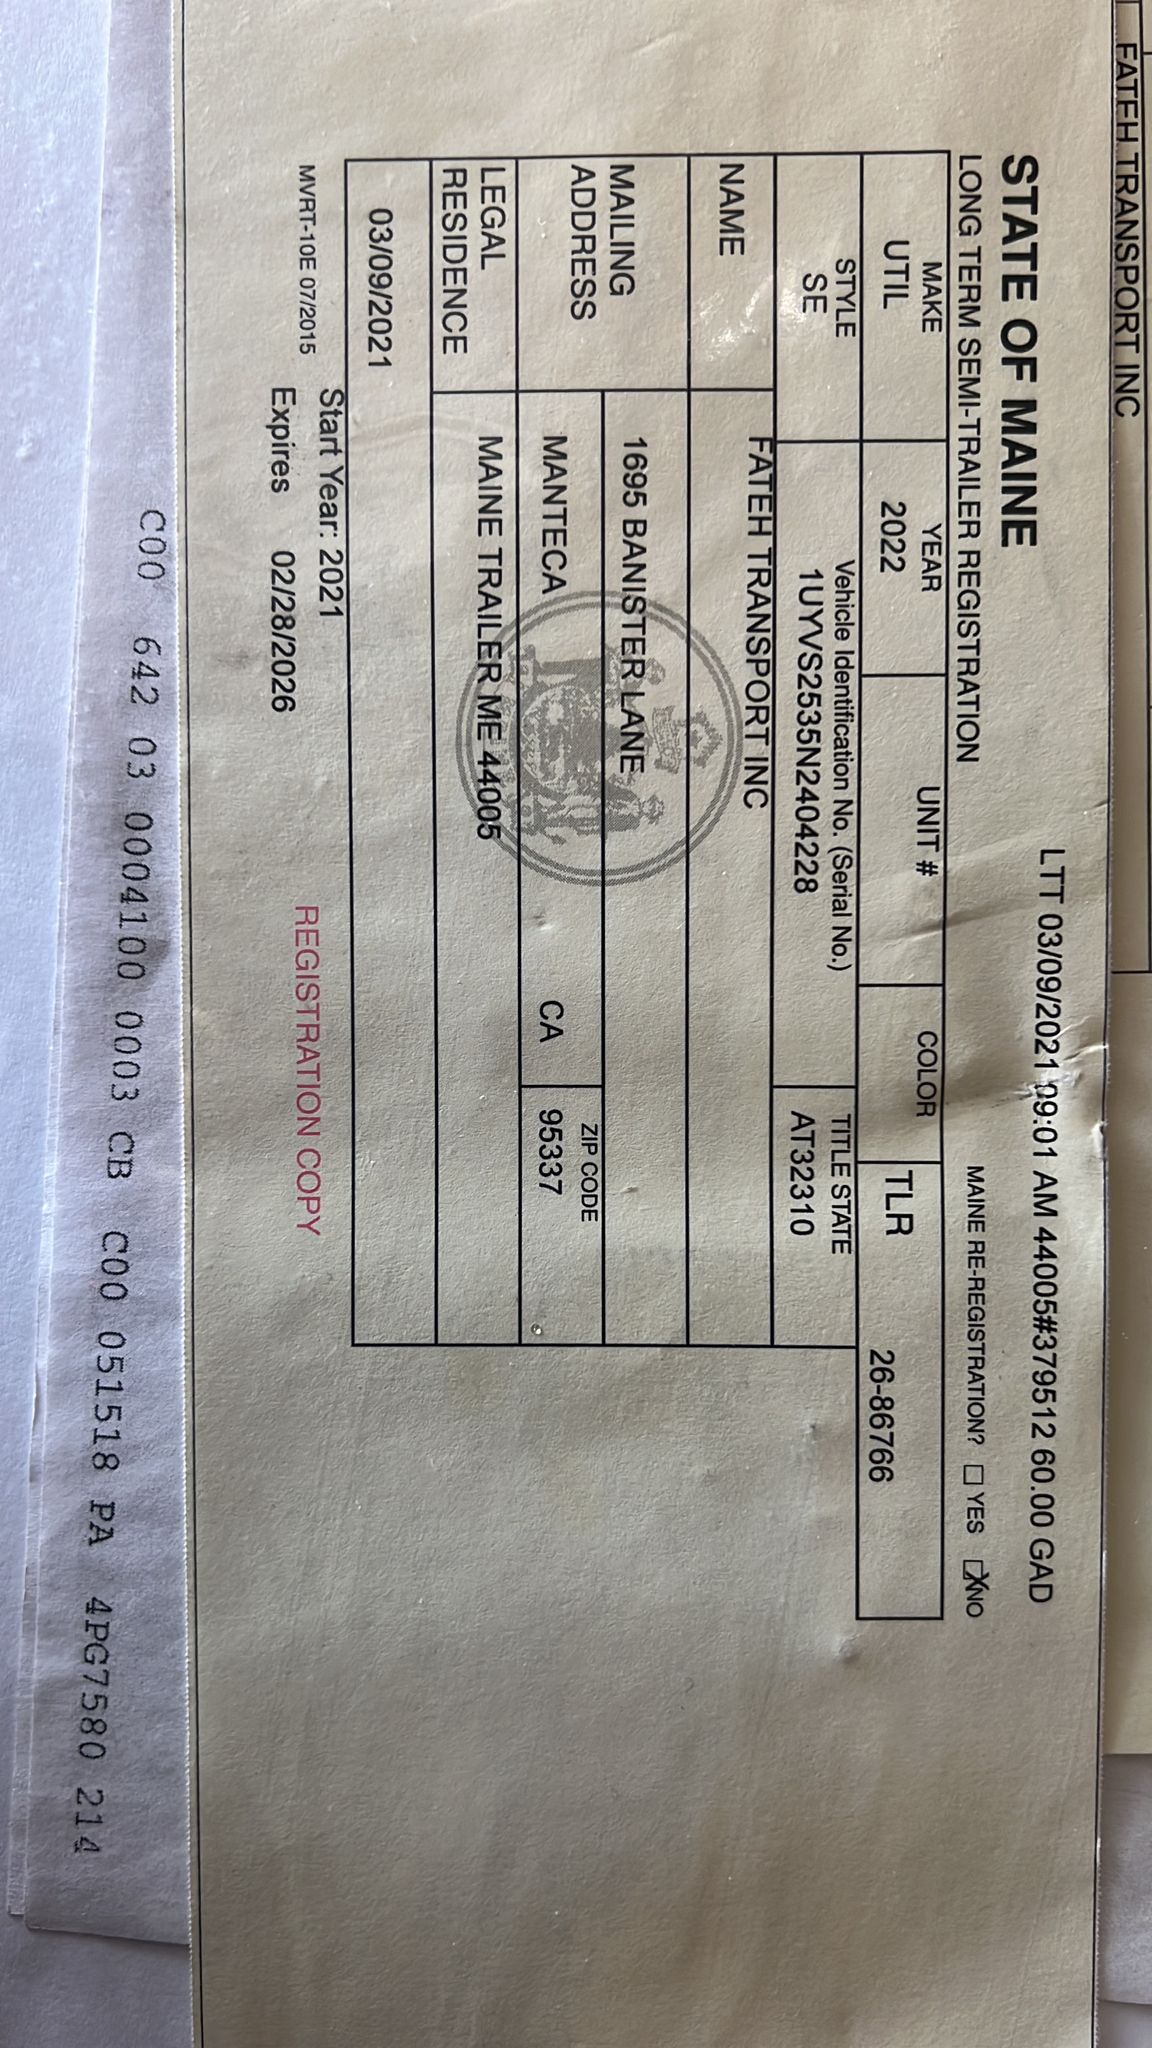 FATEH TRANSPORT INC
LTT 03/09/2021 09:01 AM 44005#379512 60.00 GAD
STATE OF MAINE
LONG TERM SEMI-TRAILER REGISTRATION
MAINE RE-REGISTRATION? ☐ YES ☒ NO
MAKE YEAR UNIT # COLOR
UTIL 2022 TLR 26-86766
STYLE Vehicle Identification No. (Serial No.) TITLE STATE
SE 1UYVS2535N2404228 AT32310
NAME FATEH TRANSPORT INC
MAILING 1695 BANISTER LANE
ADDRESS
ZIP CODE
MANTECA CA 95337
LEGAL
RESIDENCE MAINE TRAILER ME 44005
03/09/2021
Start Year: 2021
MVRT-10E 07/2015
Expires 02/28/2026
REGISTRATION COPY
C00 642 03 0004100 0003 CB C00 051518 PA 4PG7580 214